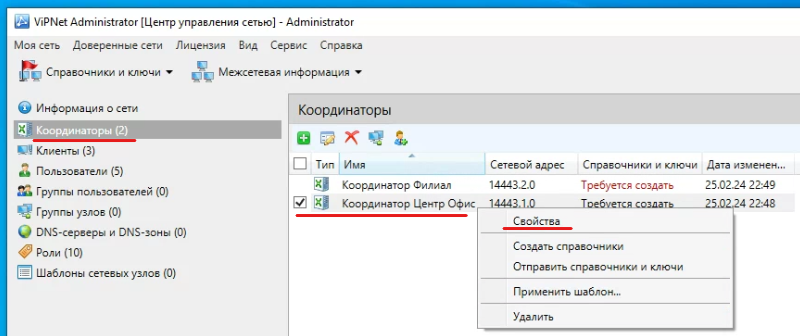 ViPNet Administrator [Центр управления сетью] - Administrator
Моя сеть Доверенные сети Лицензия Вид Сервис Справка
Справочники и ключи Межсетевая информация
Информация о сети
Координаторы (2)
Клиенты (3)
Пользователи (5)
Группы пользователей (0)
Группы узлов (0)
DNS-серверы и DNS-зоны (0)
Роли (10)
Шаблоны сетевых узлов (0)
Координаторы
Тип Имя Сетевой адрес Справочники и ключи Дата изменен...
Координатор Филиал 14443.2.0 Требуется создать 25.02.24 22:49
Координатор Центр Офис 14443.1.0 Требуется создать 25.02.24 22:48
Свойства
Создать справочники
Отправить справочники и ключи
Применить шаблон...
Удалить